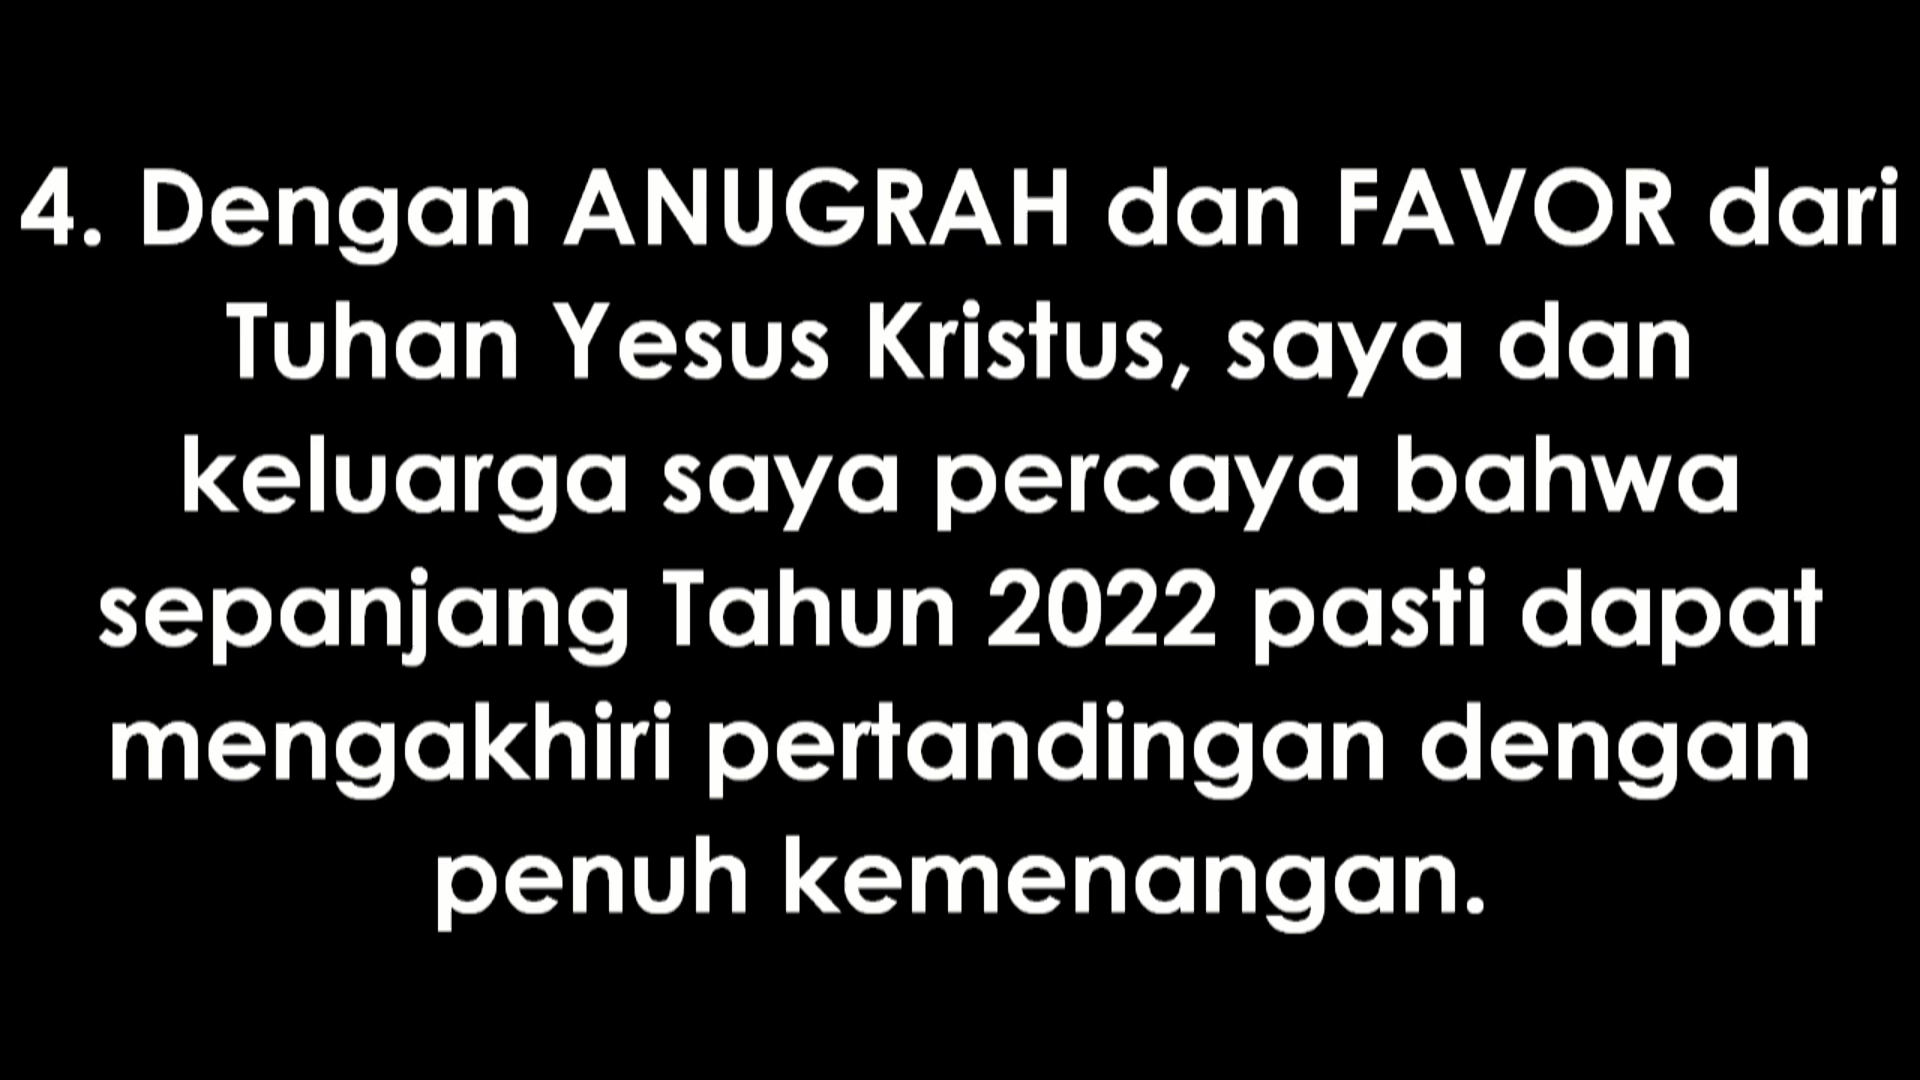 4. Dengan ANUGRAH dan FAVOR dari
Tuhan Yesus Kristus, saya dan
keluarga saya percaya bahwa
sepanjang Tahun 2022 pasti dapat
mengakhiri pertandingan dengan
penuh kemenangan.